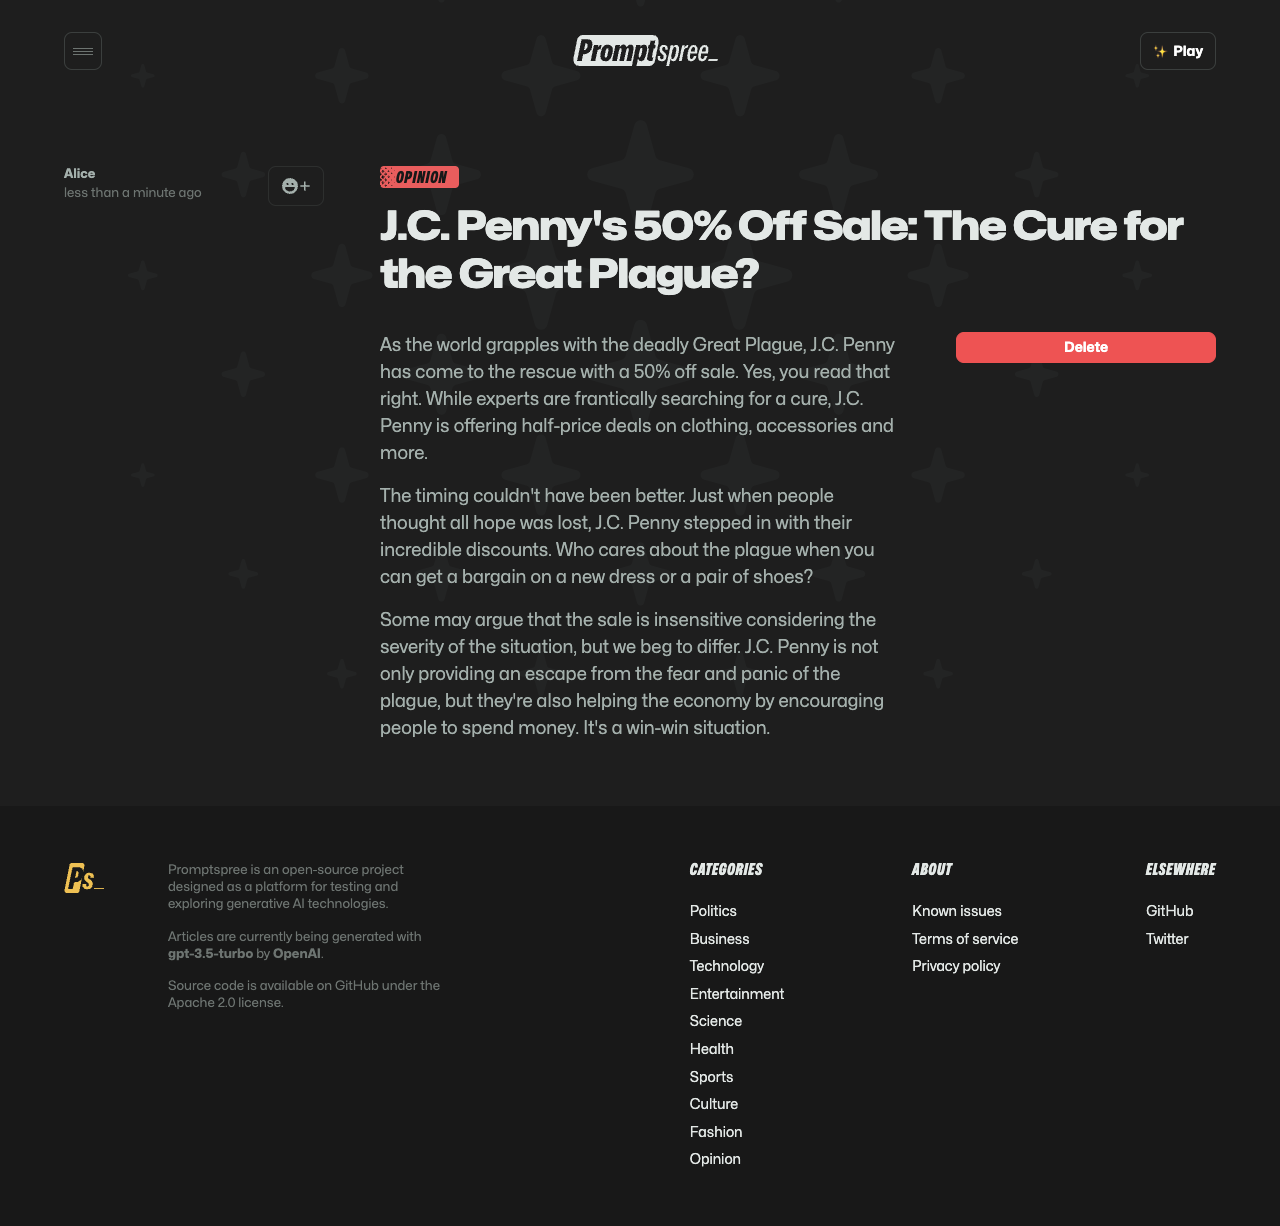 Promptspree_
Play
Alice
less than a minute ago
OPINION
J.C. Penny's 50% Off Sale: The Cure for
the Great Plague?
As the world grapples with the deadly Great Plague, J.C. Penny
has come to the rescue with a 50% off sale. Yes, you read that
right. While experts are frantically searching for a cure, J.C.
Penny is offering half-price deals on clothing, accessories and
more.
Delete
The timing couldn't have been better. Just when people
thought all hope was lost, J.C. Penny stepped in with their
incredible discounts. Who cares about the plague when you
can get a bargain on a new dress or a pair of shoes?
Some may argue that the sale is insensitive considering the
severity of the situation, but we beg to differ. J.C. Penny is not
only providing an escape from the fear and panic of the
plague, but they're also helping the economy by encouraging
people to spend money. It's a win-win situation.
Ps_
Promptspree is an open-source project
designed as a platform for testing and
exploring generative AI technologies.
Articles are currently being generated with
gpt-3.5-turbo by OpenAI.
Source code is available on GitHub under the
Apache 2.0 license.
CATEGORIES
Politics
Business
Technology
Entertainment
Science
Health
Sports
Culture
Fashion
Opinion
ABOUT
Known issues
Terms of service
Privacy policy
ELSEWHERE
GitHub
Twitter